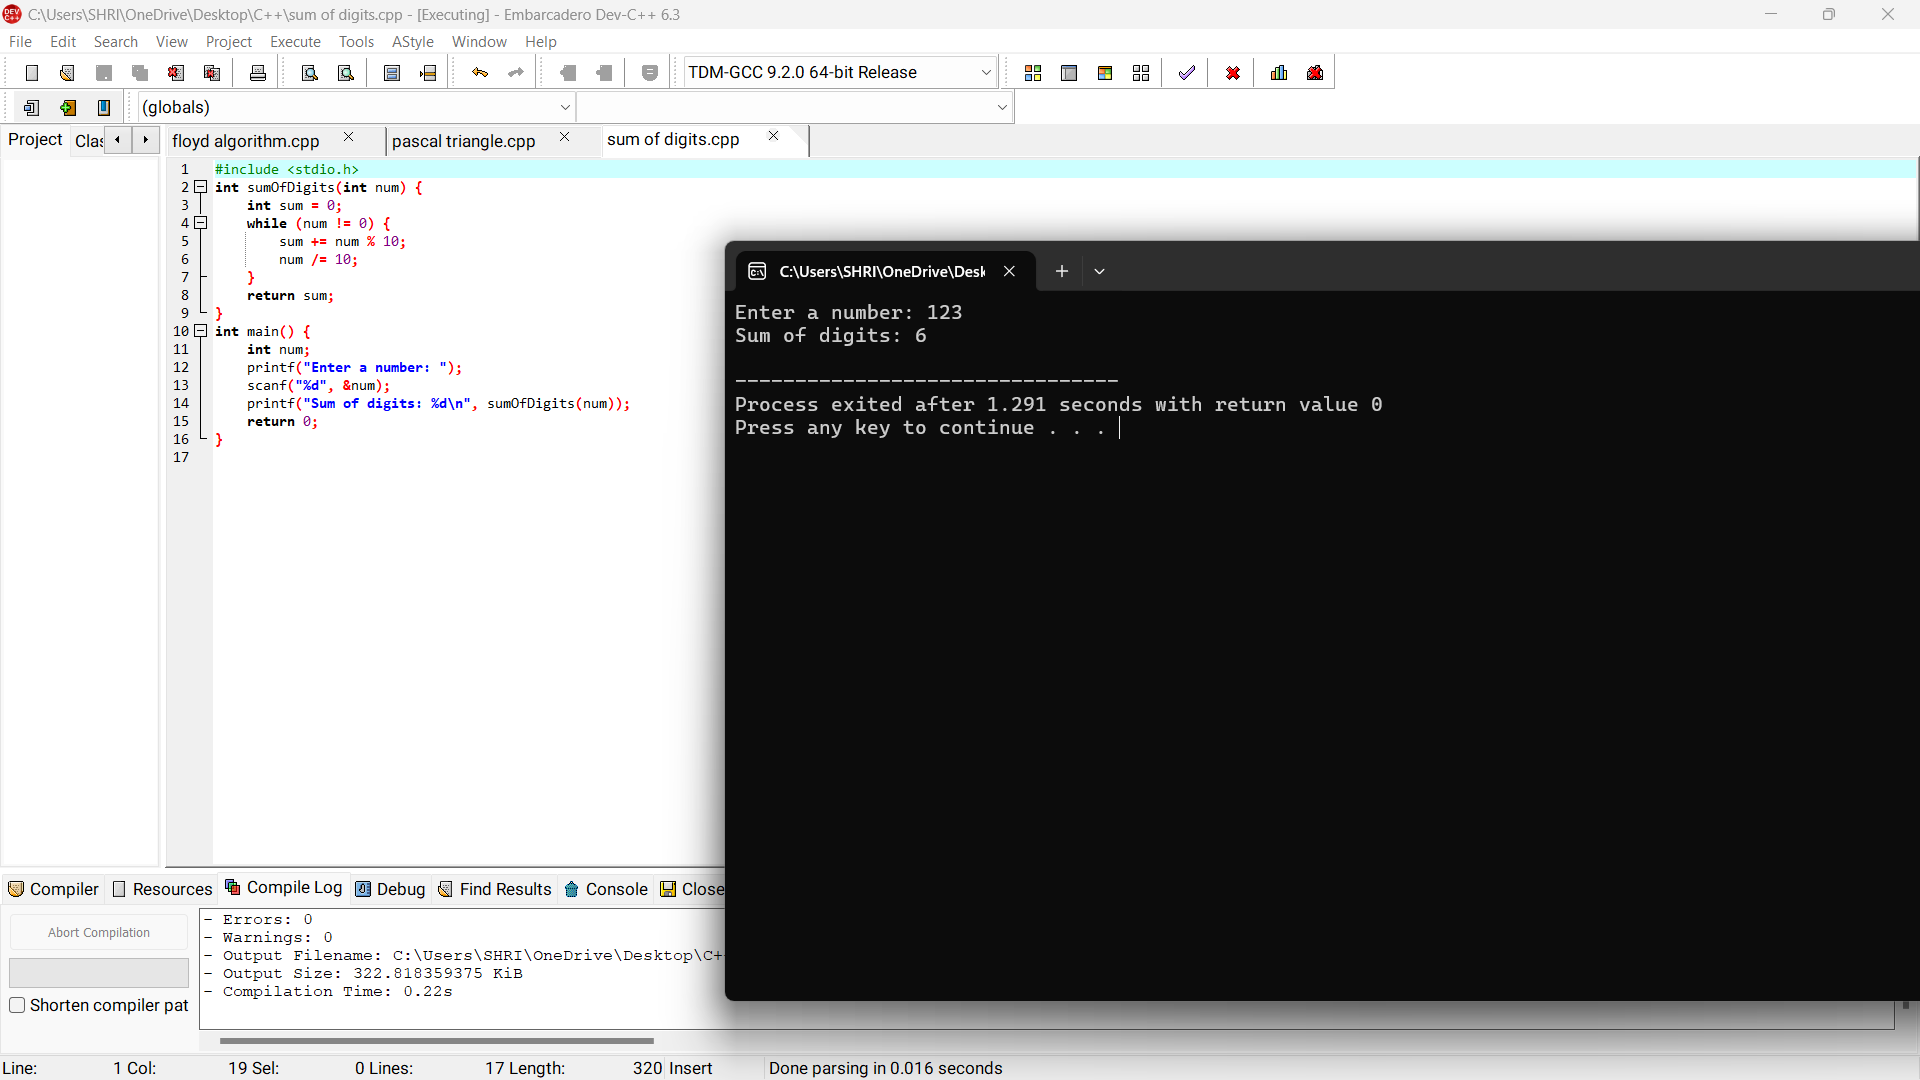 C:\Users\SHRI\OneDrive\Desktop\C++\sum of digits.cpp - [Executing] - Embarcadero Dev-C++ 6.3
File Edit Search View Project Execute Tools AStyle Window Help
TDM-GCC 9.2.0 64-bit Release
(globals)
Project Clas floyd algorithm.cpp pascal triangle.cpp sum of digits.cpp
1 #include <stdio.h>
2 int sumOfDigits(int num) {
3 int sum = 0;
4 while (num != 0) {
5 sum += num % 10;
6 num /= 10;
7 }
8 return sum;
9 }
10 int main() {
11 int num;
12 printf("Enter a number: ");
13 scanf("%d", &num);
14 printf("Sum of digits: %d\n", sumOfDigits(num));
15 return 0;
16 }
17
C:\Users\SHRI\OneDrive\Desk
Enter a number: 123
Sum of digits: 6
--------------------------------
Process exited after 1.291 seconds with return value 0
Press any key to continue . . .
Compiler Resources Compile Log Debug Find Results Console Close
Abort Compilation
Shorten compiler pat
- Errors: 0
- Warnings: 0
- Output Filename: C:\Users\SHRI\OneDrive\Desktop\C+
- Output Size: 322.818359375 KiB
- Compilation Time: 0.22s
Line: 1 Col: 19 Sel: 0 Lines: 17 Length: 320 Insert Done parsing in 0.016 seconds